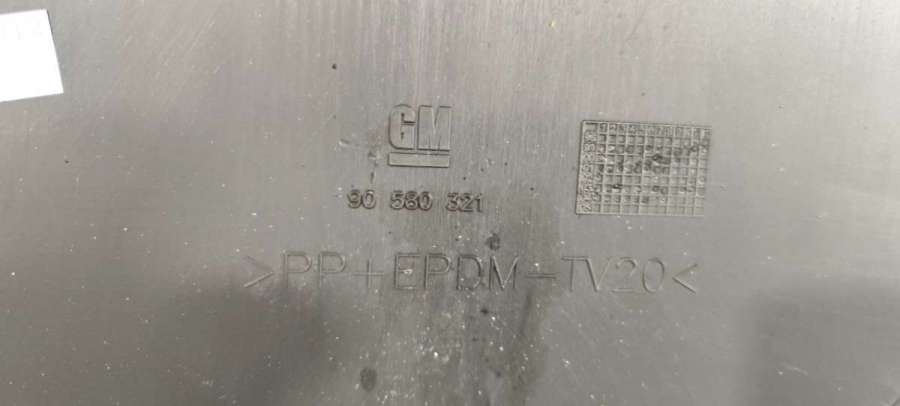 GM
90 580 321
>PP+EPDM-TV20<